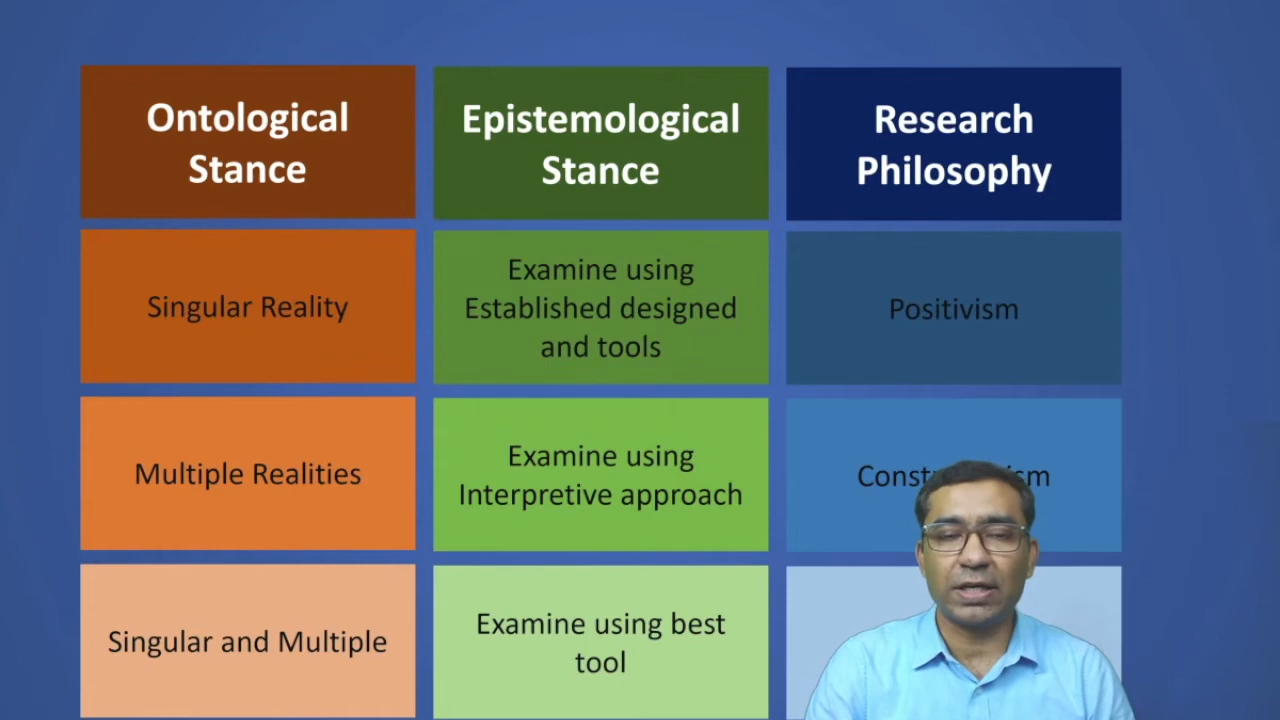 Ontological
Stance
Epistemological
Stance
Research
Philosophy
Singular Reality
Examine using
Established designed
and tools
Positivism
Multiple Realities
Examine using
Interpretive approach
Singular and Multiple
Examine using best
tool